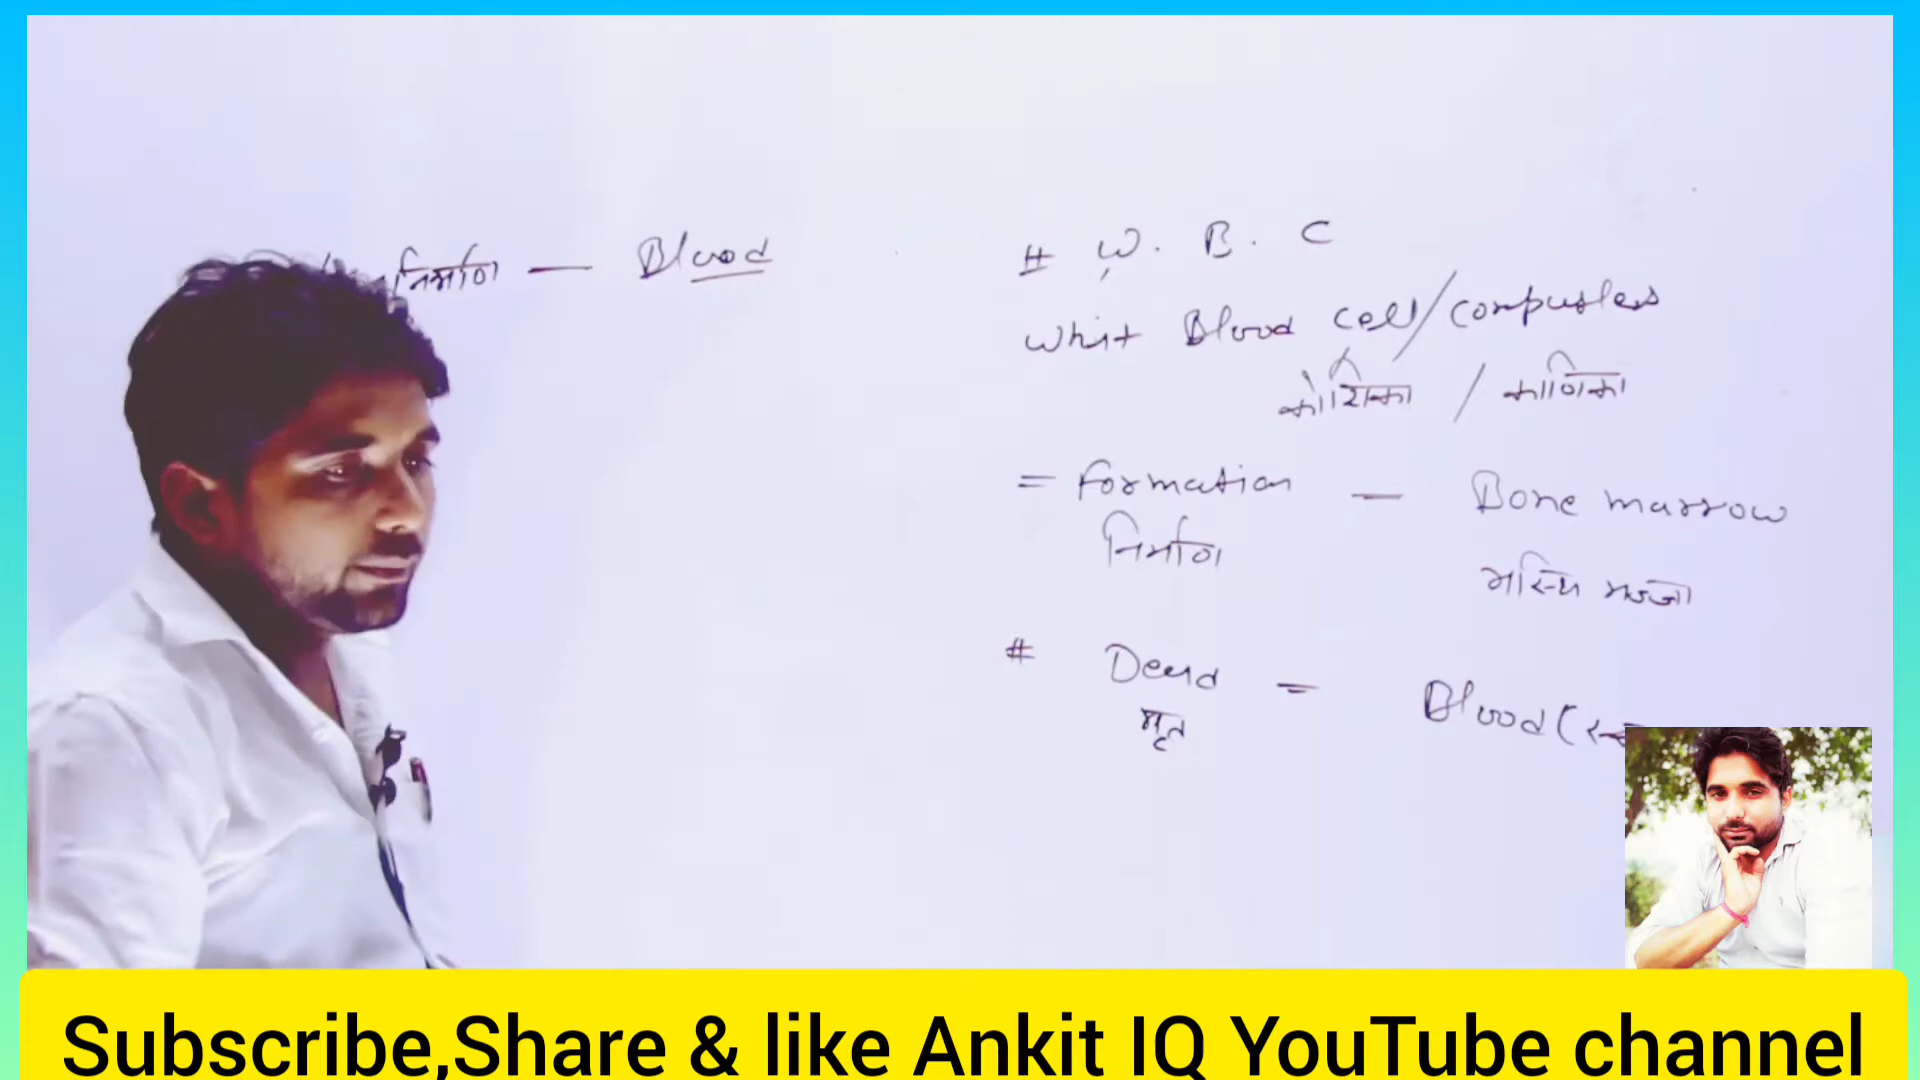 निर्माण — Blood
# W. B. C
Whit Blood cell/corpusles
कोशिका / कणिका
= Formation — Bone marrow
निर्माण
अस्थि मज्जा
# Dead = Blood (
मृत
Subscribe,Share & like Ankit IQ YouTube channel